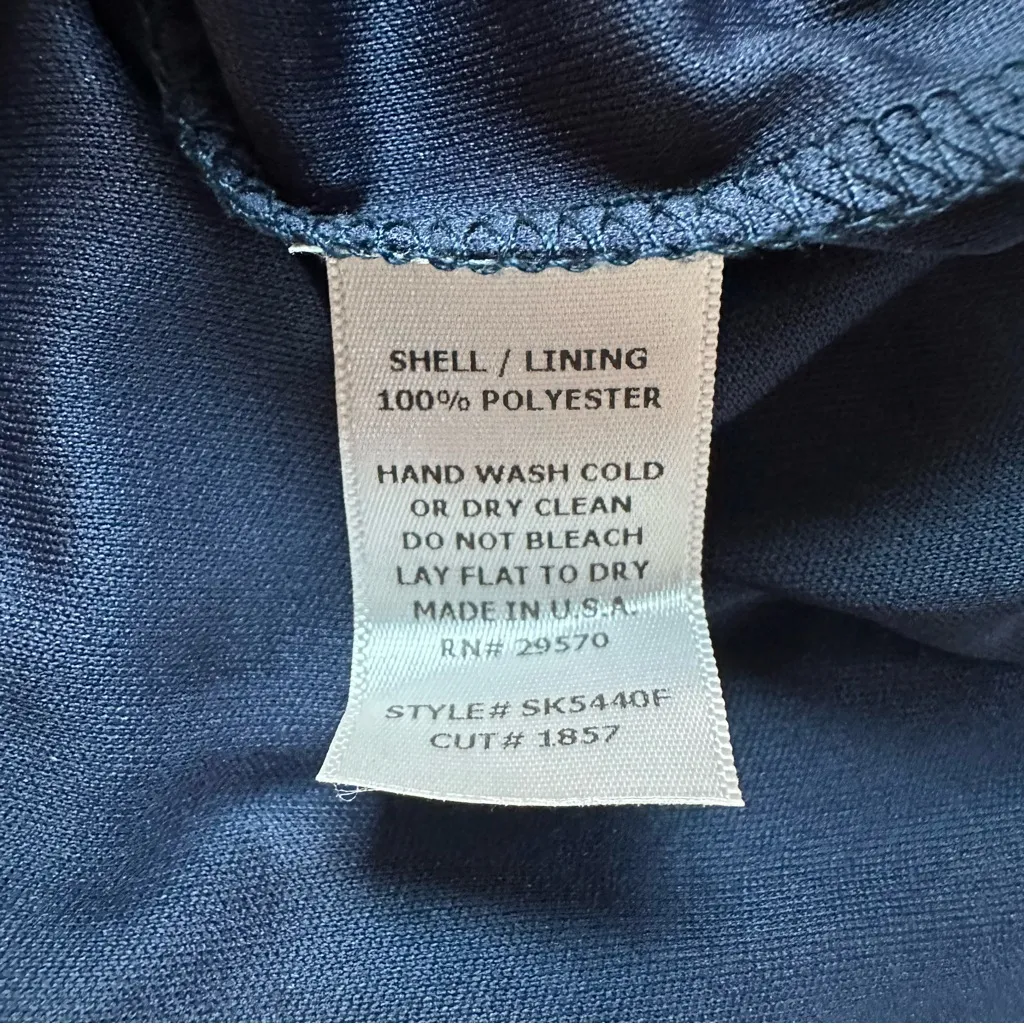 SHELL / LINING
100% POLYESTER
HAND WASH COLD
OR DRY CLEAN
DO NOT BLEACH
LAY FLAT TO DRY
MADE IN U.S.A.
RN# 29570
STYLE# SK5440F
CUT# 1857